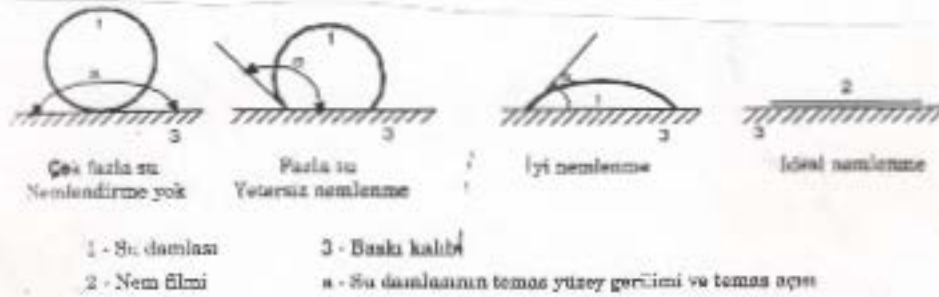 1
a
3
1
a
3
a
1
3
2
3
Çok fazla su
Nemlendirme yok
Fazla su
Yetersiz nemlenme
İyi nemlenme
İdeal nemlenme
1 - Su damlası
3 - Baskı kalıbı
2 - Nem filmi
a - Su damlasının temas yüzey gerilimi ve temas açısı